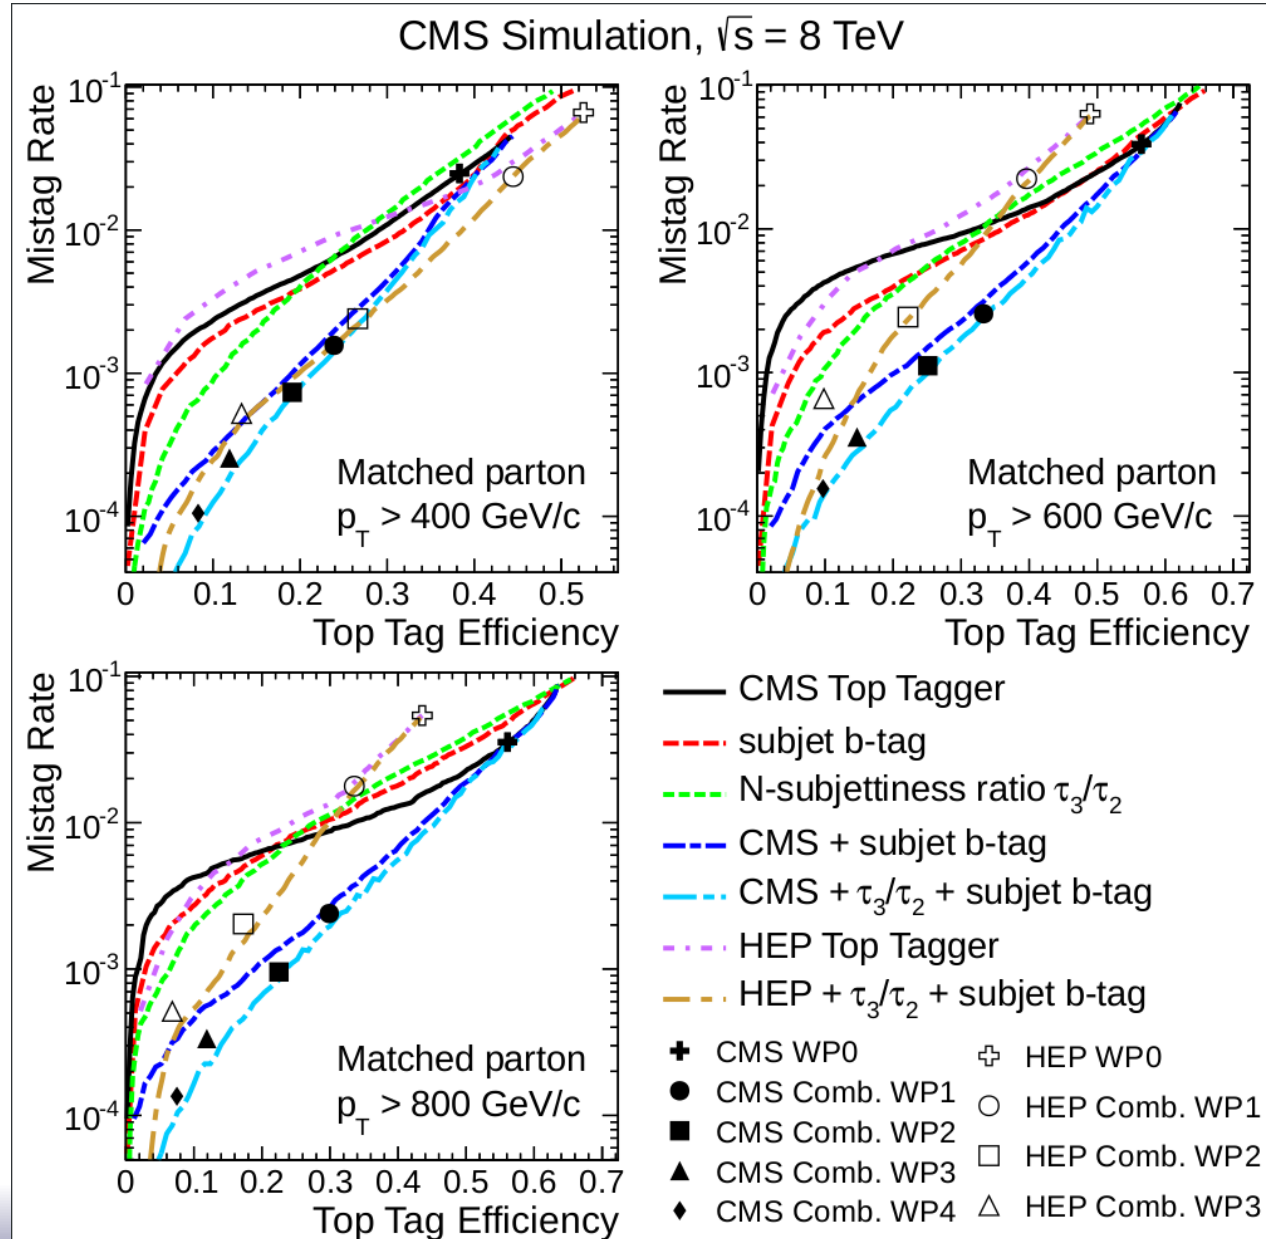 CMS Simulation, √s = 8 TeV
Mistag Rate
10⁻¹
10⁻²
10⁻³
10⁻⁴
Matched parton
p_T > 400 GeV/c
0 0.1 0.2 0.3 0.4 0.5
Top Tag Efficiency
Mistag Rate
10⁻¹
10⁻²
10⁻³
10⁻⁴
Matched parton
p_T > 600 GeV/c
0 0.1 0.2 0.3 0.4 0.5 0.6 0.7
Top Tag Efficiency
Mistag Rate
10⁻¹
10⁻²
10⁻³
10⁻⁴
Matched parton
p_T > 800 GeV/c
0 0.1 0.2 0.3 0.4 0.5 0.6 0.7
Top Tag Efficiency
CMS Top Tagger
subjet b-tag
N-subjettiness ratio τ₃/τ₂
CMS + subjet b-tag
CMS + τ₃/τ₂ + subjet b-tag
HEP Top Tagger
HEP + τ₃/τ₂ + subjet b-tag
CMS WP0
CMS Comb. WP1
CMS Comb. WP2
CMS Comb. WP3
CMS Comb. WP4
HEP WP0
HEP Comb. WP1
HEP Comb. WP2
HEP Comb. WP3